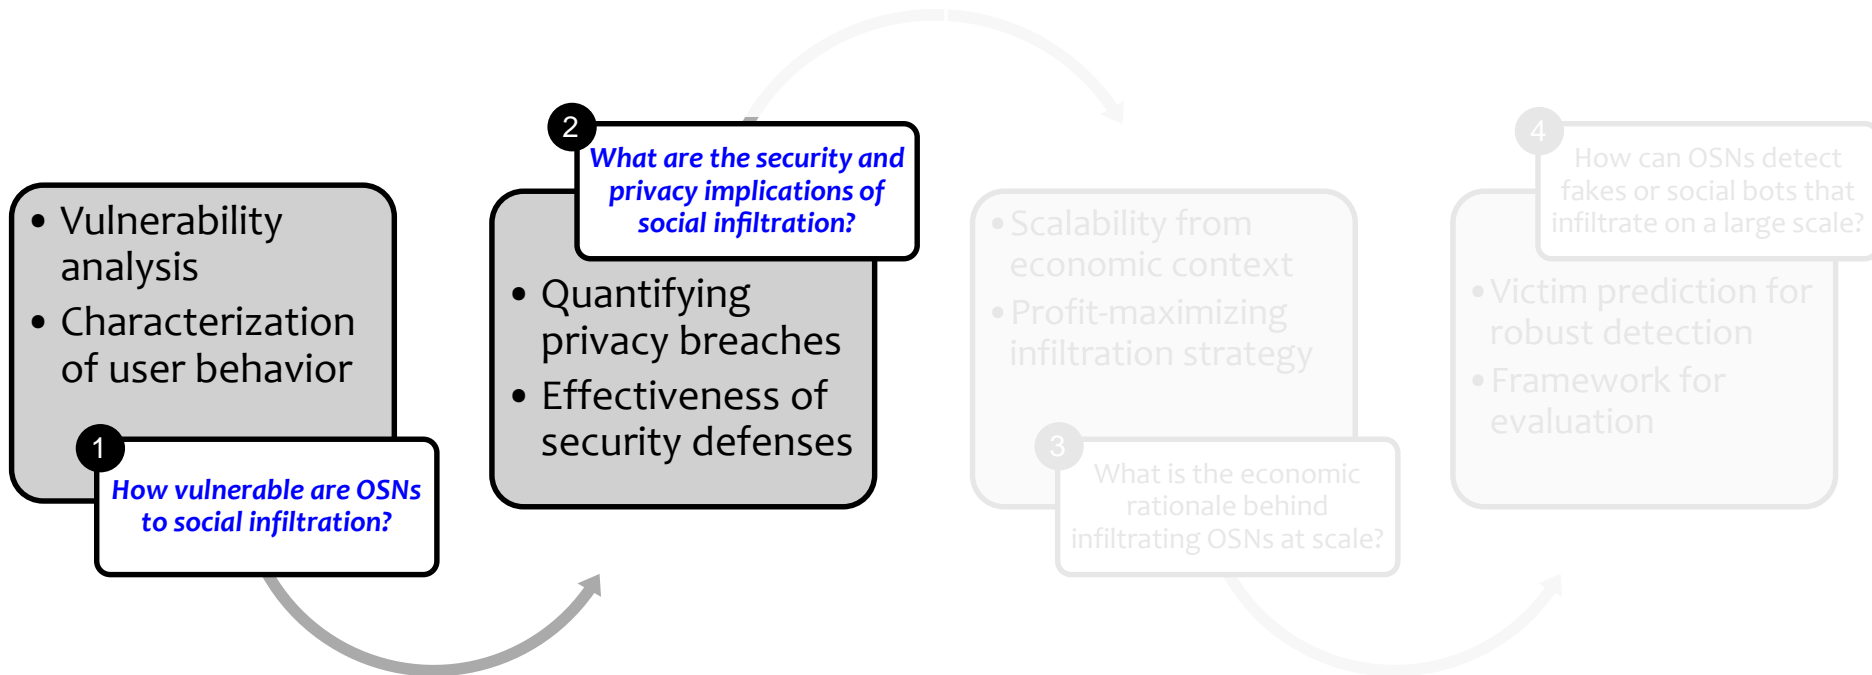 • Vulnerability
analysis
• Characterization
of user behavior
1
How vulnerable are OSNs
to social infiltration?
2
What are the security and
privacy implications of
social infiltration?
• Quantifying
privacy breaches
• Effectiveness of
security defenses
• Scalability from
economic context
• Profit-maximizing
infiltration strategy
3
What is the economic
rationale behind
infiltrating OSNs at scale?
4
How can OSNs detect
fakes or social bots that
infiltrate on a large scale?
• Victim prediction for
robust detection
• Framework for
evaluation